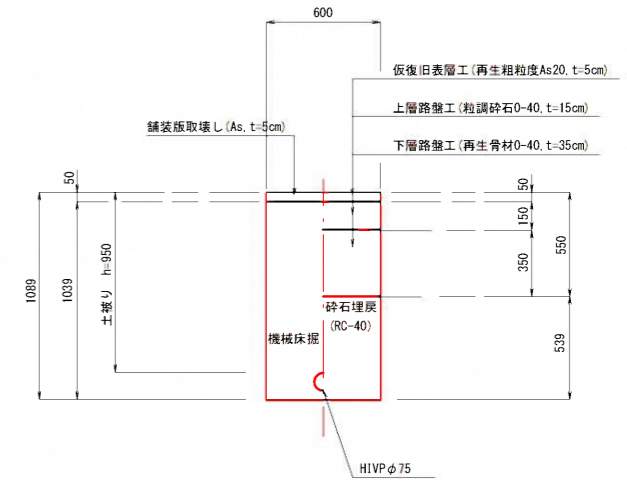 600
仮復旧表層工(再生粗粒度As20.t=5cm)
上層路盤工(粒調砕石0-40.t=15cm)
舗装版取壊し(As.t=5cm)
下層路盤工(再生骨材0-40.t=35cm)
50
50
150
350
550
539
1089
1039
土被り h=950
砕石埋戻
(RC-40)
機械床掘
HIVPφ75